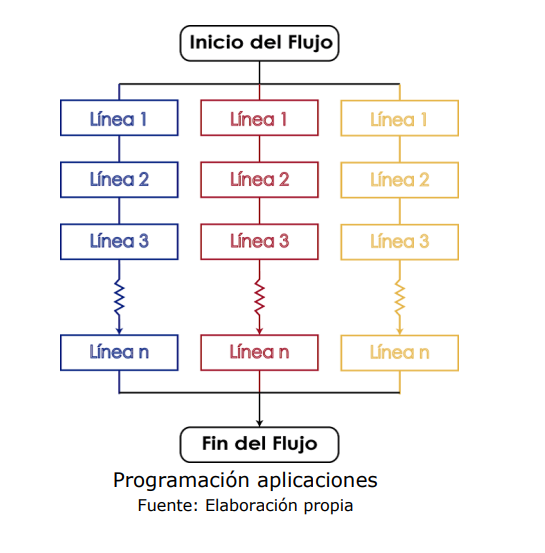 Inicio del Flujo
Línea 1 Línea 1 Línea 1
Línea 2 Línea 2 Línea 2
Línea 3 Línea 3 Línea 3
Línea n Línea n Línea n
Fin del Flujo
Programación aplicaciones
Fuente: Elaboración propia